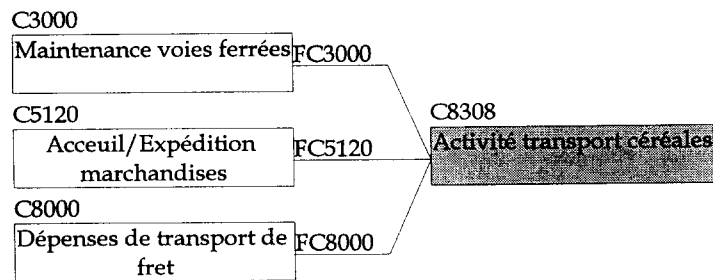 C3000
Maintenance voies ferrées
FC3000
C5120
Acceuil/Expédition
marchandises
FC5120
C8308
Activité transport céréales
C8000
Dépenses de transport de
fret
FC8000